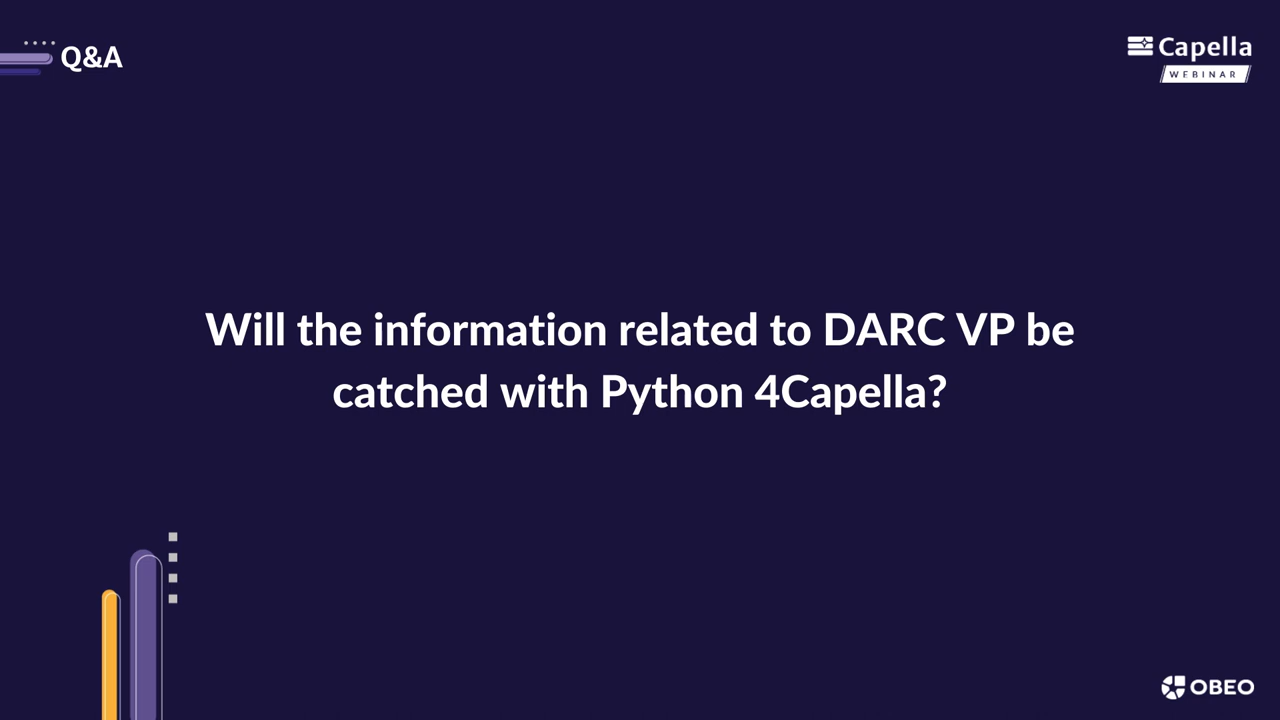 Q&A
Capella
WEBINAR
Will the information related to DARC VP be
catched with Python 4Capella?
OBEO